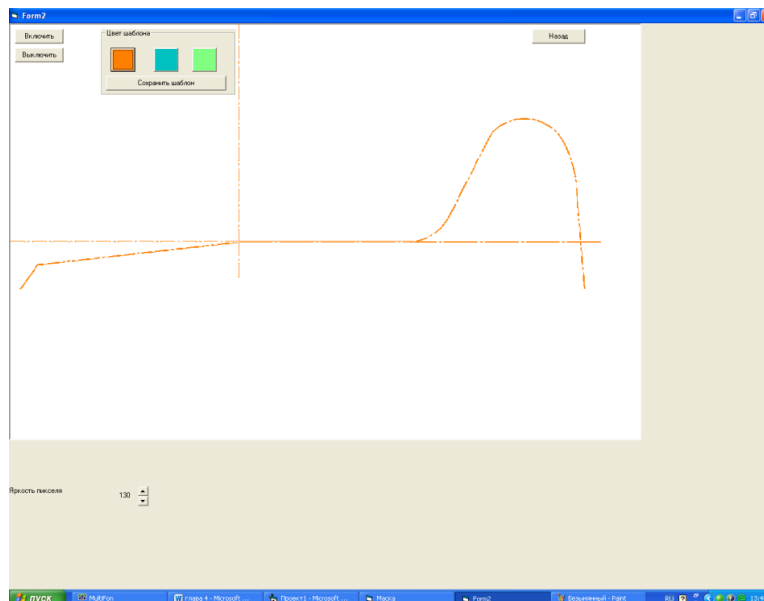 Form2
Включить
Выключить
Цвет шаблона
Сохранить шаблон
Назад
Яркость пикселя
130
пуск
MultiFon
глава 4 - Microsoft ...
Проект1 - Microsoft ...
Маска
Form2
Безымянный - Paint
RU